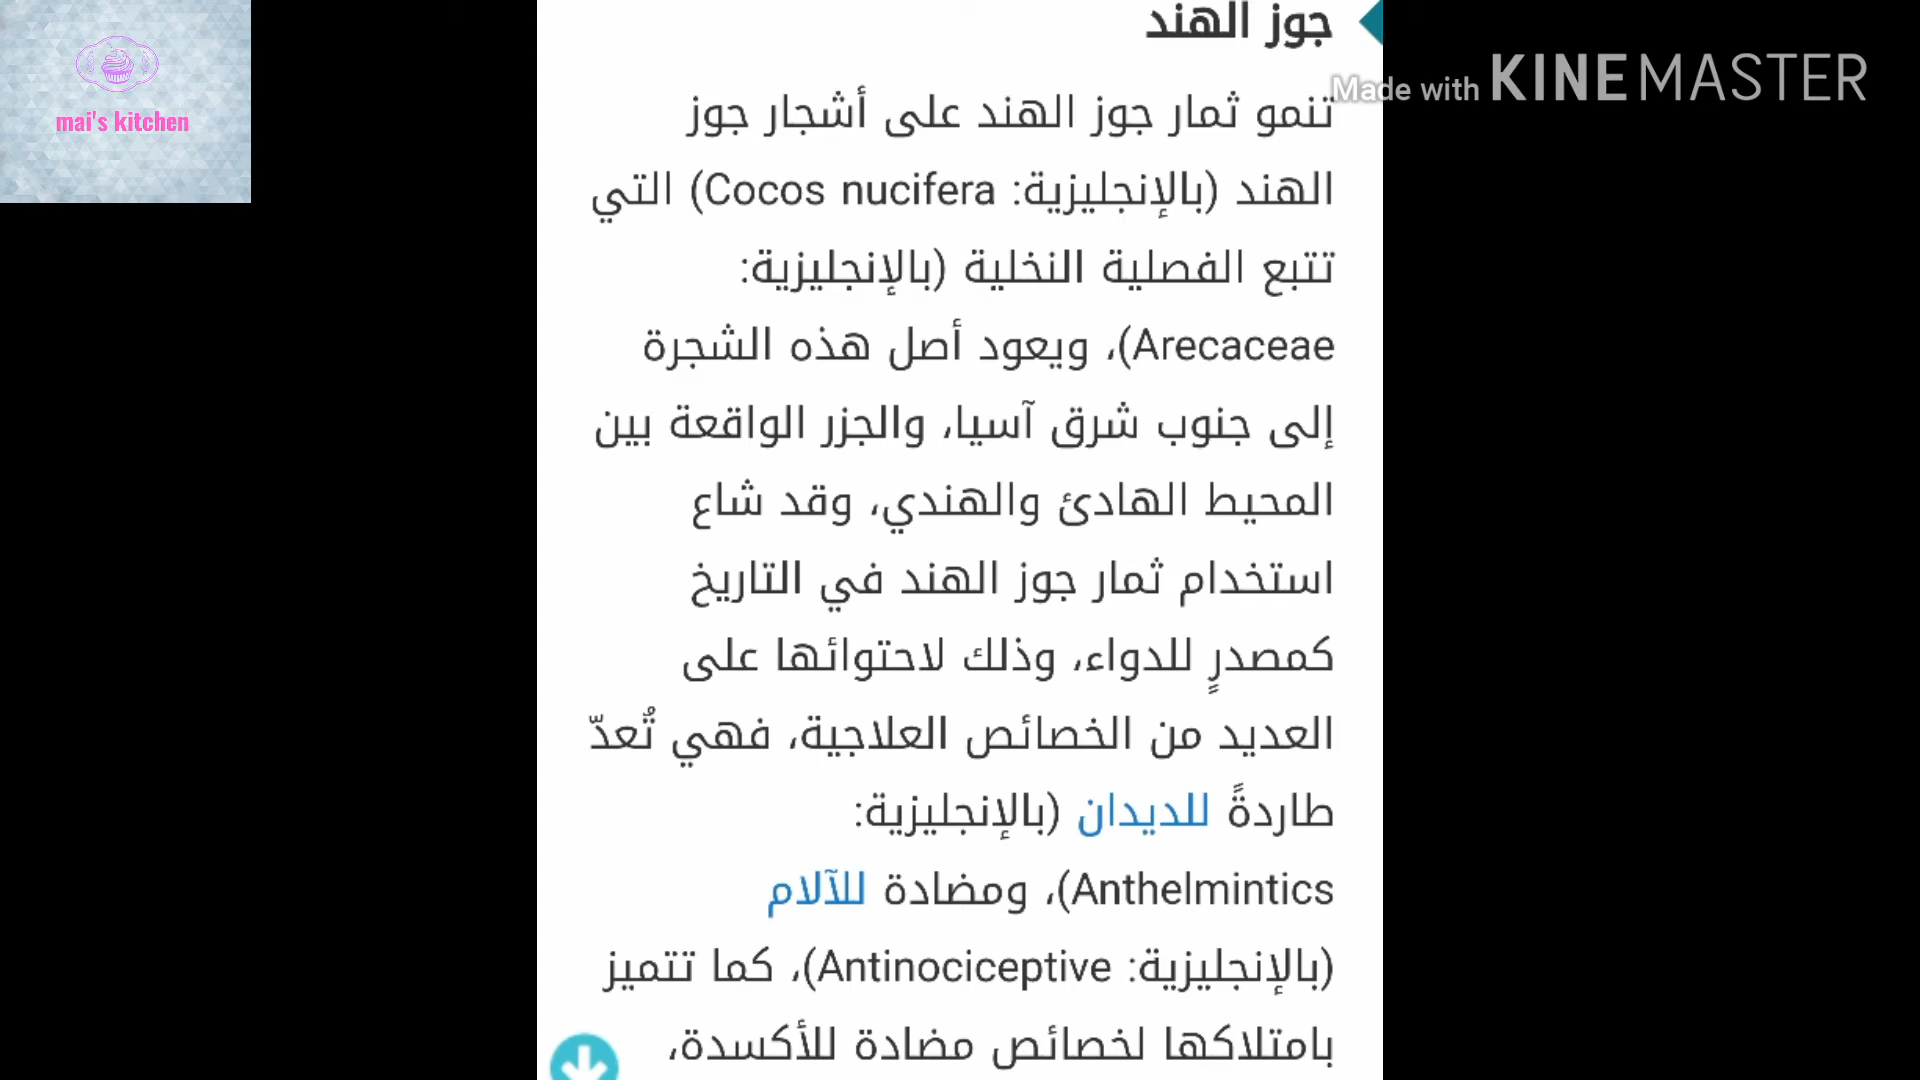 mai's kitchen
Made with KINEMASTER
جوز الهند
تنمو ثمار جوز الهند على أشجار جوز
الهند (بالإنجليزية: Cocos nucifera) التي
تتبع الفصلية النخلية (بالإنجليزية:
Arecaceae)، ويعود أصل هذه الشجرة
إلى جنوب شرق آسيا، والجزر الواقعة بين
المحيط الهادئ والهندي، وقد شاع
استخدام ثمار جوز الهند في التاريخ
كمصدرٍ للدواء، وذلك لاحتوائها على
العديد من الخصائص العلاجية، فهي تُعدّ
طاردةً للديدان (بالإنجليزية:
Anthelmintics)، ومضادة للآلام
(بالإنجليزية: Antinociceptive)، كما تتميز
بامتلاكها لخصائص مضادة للأكسدة،